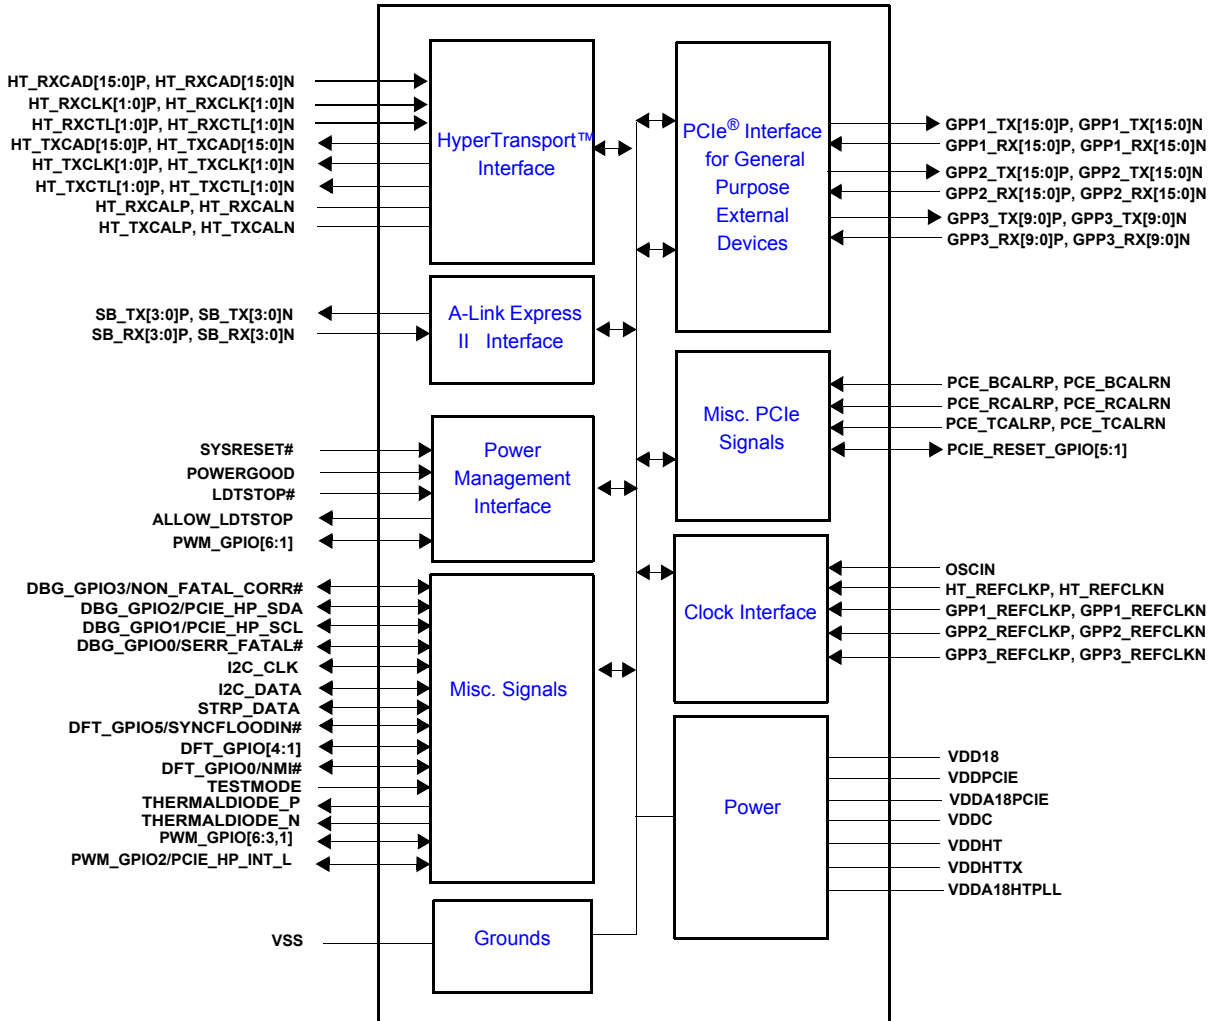 HT_RXCAD[15:0]P, HT_RXCAD[15:0]N
HT_RXCLK[1:0]P, HT_RXCLK[1:0]N
HT_RXCTL[1:0]P, HT_RXCTL[1:0]N
HT_TXCAD[15:0]P, HT_TXCAD[15:0]N
HT_TXCLK[1:0]P, HT_TXCLK[1:0]N
HT_TXCTL[1:0]P, HT_TXCTL[1:0]N
HT_RXCALP, HT_RXCALN
HT_TXCALP, HT_TXCALN
HyperTransport™
Interface
SB_TX[3:0]P, SB_TX[3:0]N
SB_RX[3:0]P, SB_RX[3:0]N
A-Link Express
II Interface
SYSRESET#
POWERGOOD
LDTSTOP#
ALLOW_LDTSTOP
PWM_GPIO[6:1]
Power
Management
Interface
DBG_GPIO3/NON_FATAL_CORR#
DBG_GPIO2/PCIE_HP_SDA
DBG_GPIO1/PCIE_HP_SCL
DBG_GPIO0/SERR_FATAL#
I2C_CLK
I2C_DATA
STRP_DATA
DFT_GPIO5/SYNCFLOODIN#
DFT_GPIO[4:1]
DFT_GPIO0/NMI#
TESTMODE
THERMALDIODE_P
THERMALDIODE_N
PWM_GPIO[6:3,1]
PWM_GPIO2/PCIE_HP_INT_L
Misc. Signals
VSS
Grounds
PCIe® Interface
for General
Purpose
External
Devices
GPP1_TX[15:0]P, GPP1_TX[15:0]N
GPP1_RX[15:0]P, GPP1_RX[15:0]N
GPP2_TX[15:0]P, GPP2_TX[15:0]N
GPP2_RX[15:0]P, GPP2_RX[15:0]N
GPP3_TX[9:0]P, GPP3_TX[9:0]N
GPP3_RX[9:0]P, GPP3_RX[9:0]N
Misc. PCIe
Signals
PCE_BCALRP, PCE_BCALRN
PCE_RCALRP, PCE_RCALRN
PCE_TCALRP, PCE_TCALRN
PCIE_RESET_GPIO[5:1]
Clock Interface
OSCIN
HT_REFCLKP, HT_REFCLKN
GPP1_REFCLKP, GPP1_REFCLKN
GPP2_REFCLKP, GPP2_REFCLKN
GPP3_REFCLKP, GPP3_REFCLKN
Power
VDD18
VDDPCIE
VDDA18PCIE
VDDC
VDDHT
VDDHTTX
VDDA18HTPLL